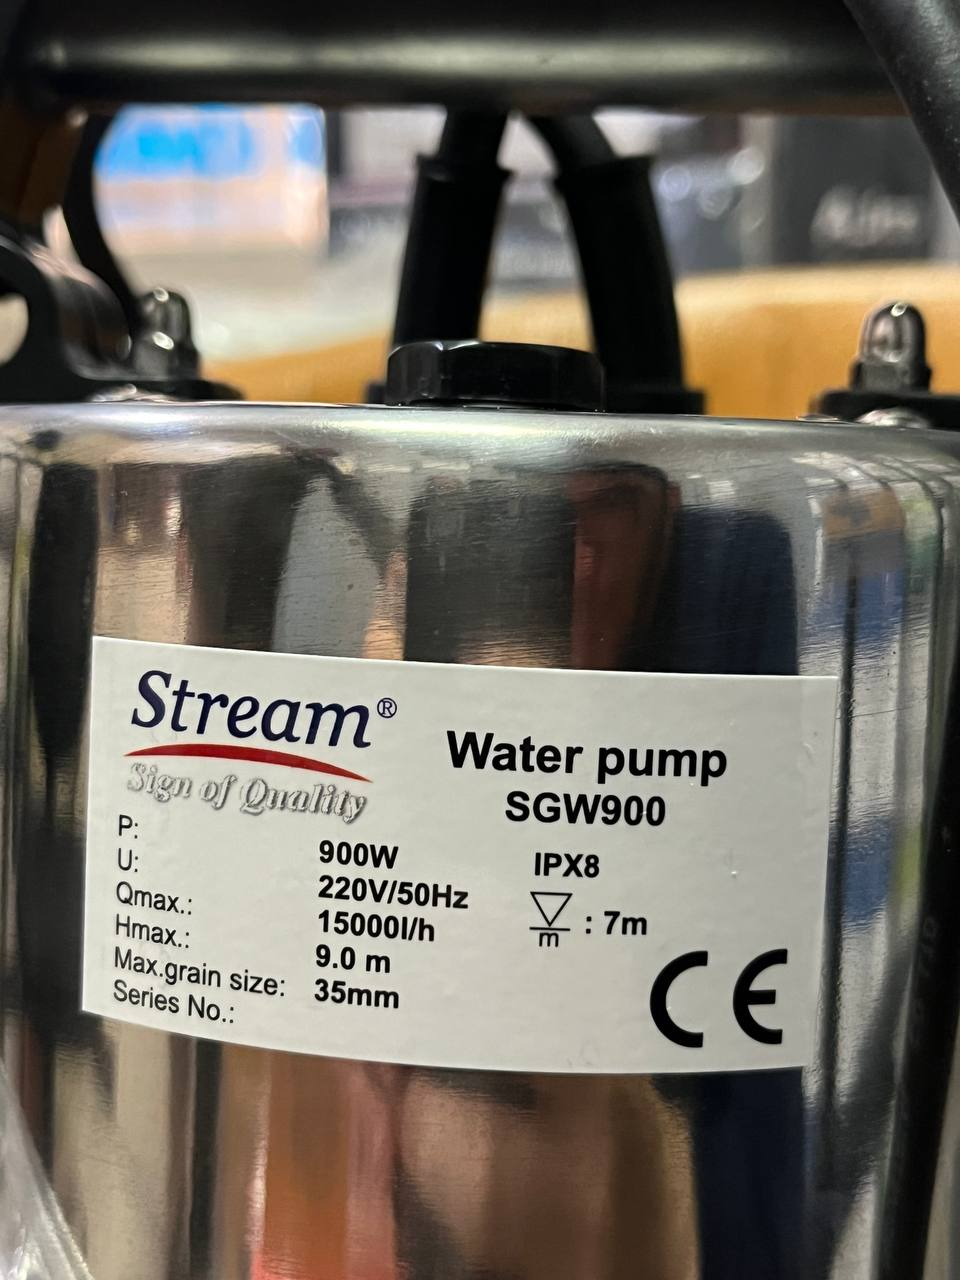 Stream®
Sign of Quality
Water pump
SGW900
P: 900W
U: 220V/50Hz
Qmax.: 15000l/h
Hmax.: 9.0 m
Max.grain size: 35mm
Series No.:
IPX8
m : 7m
CE